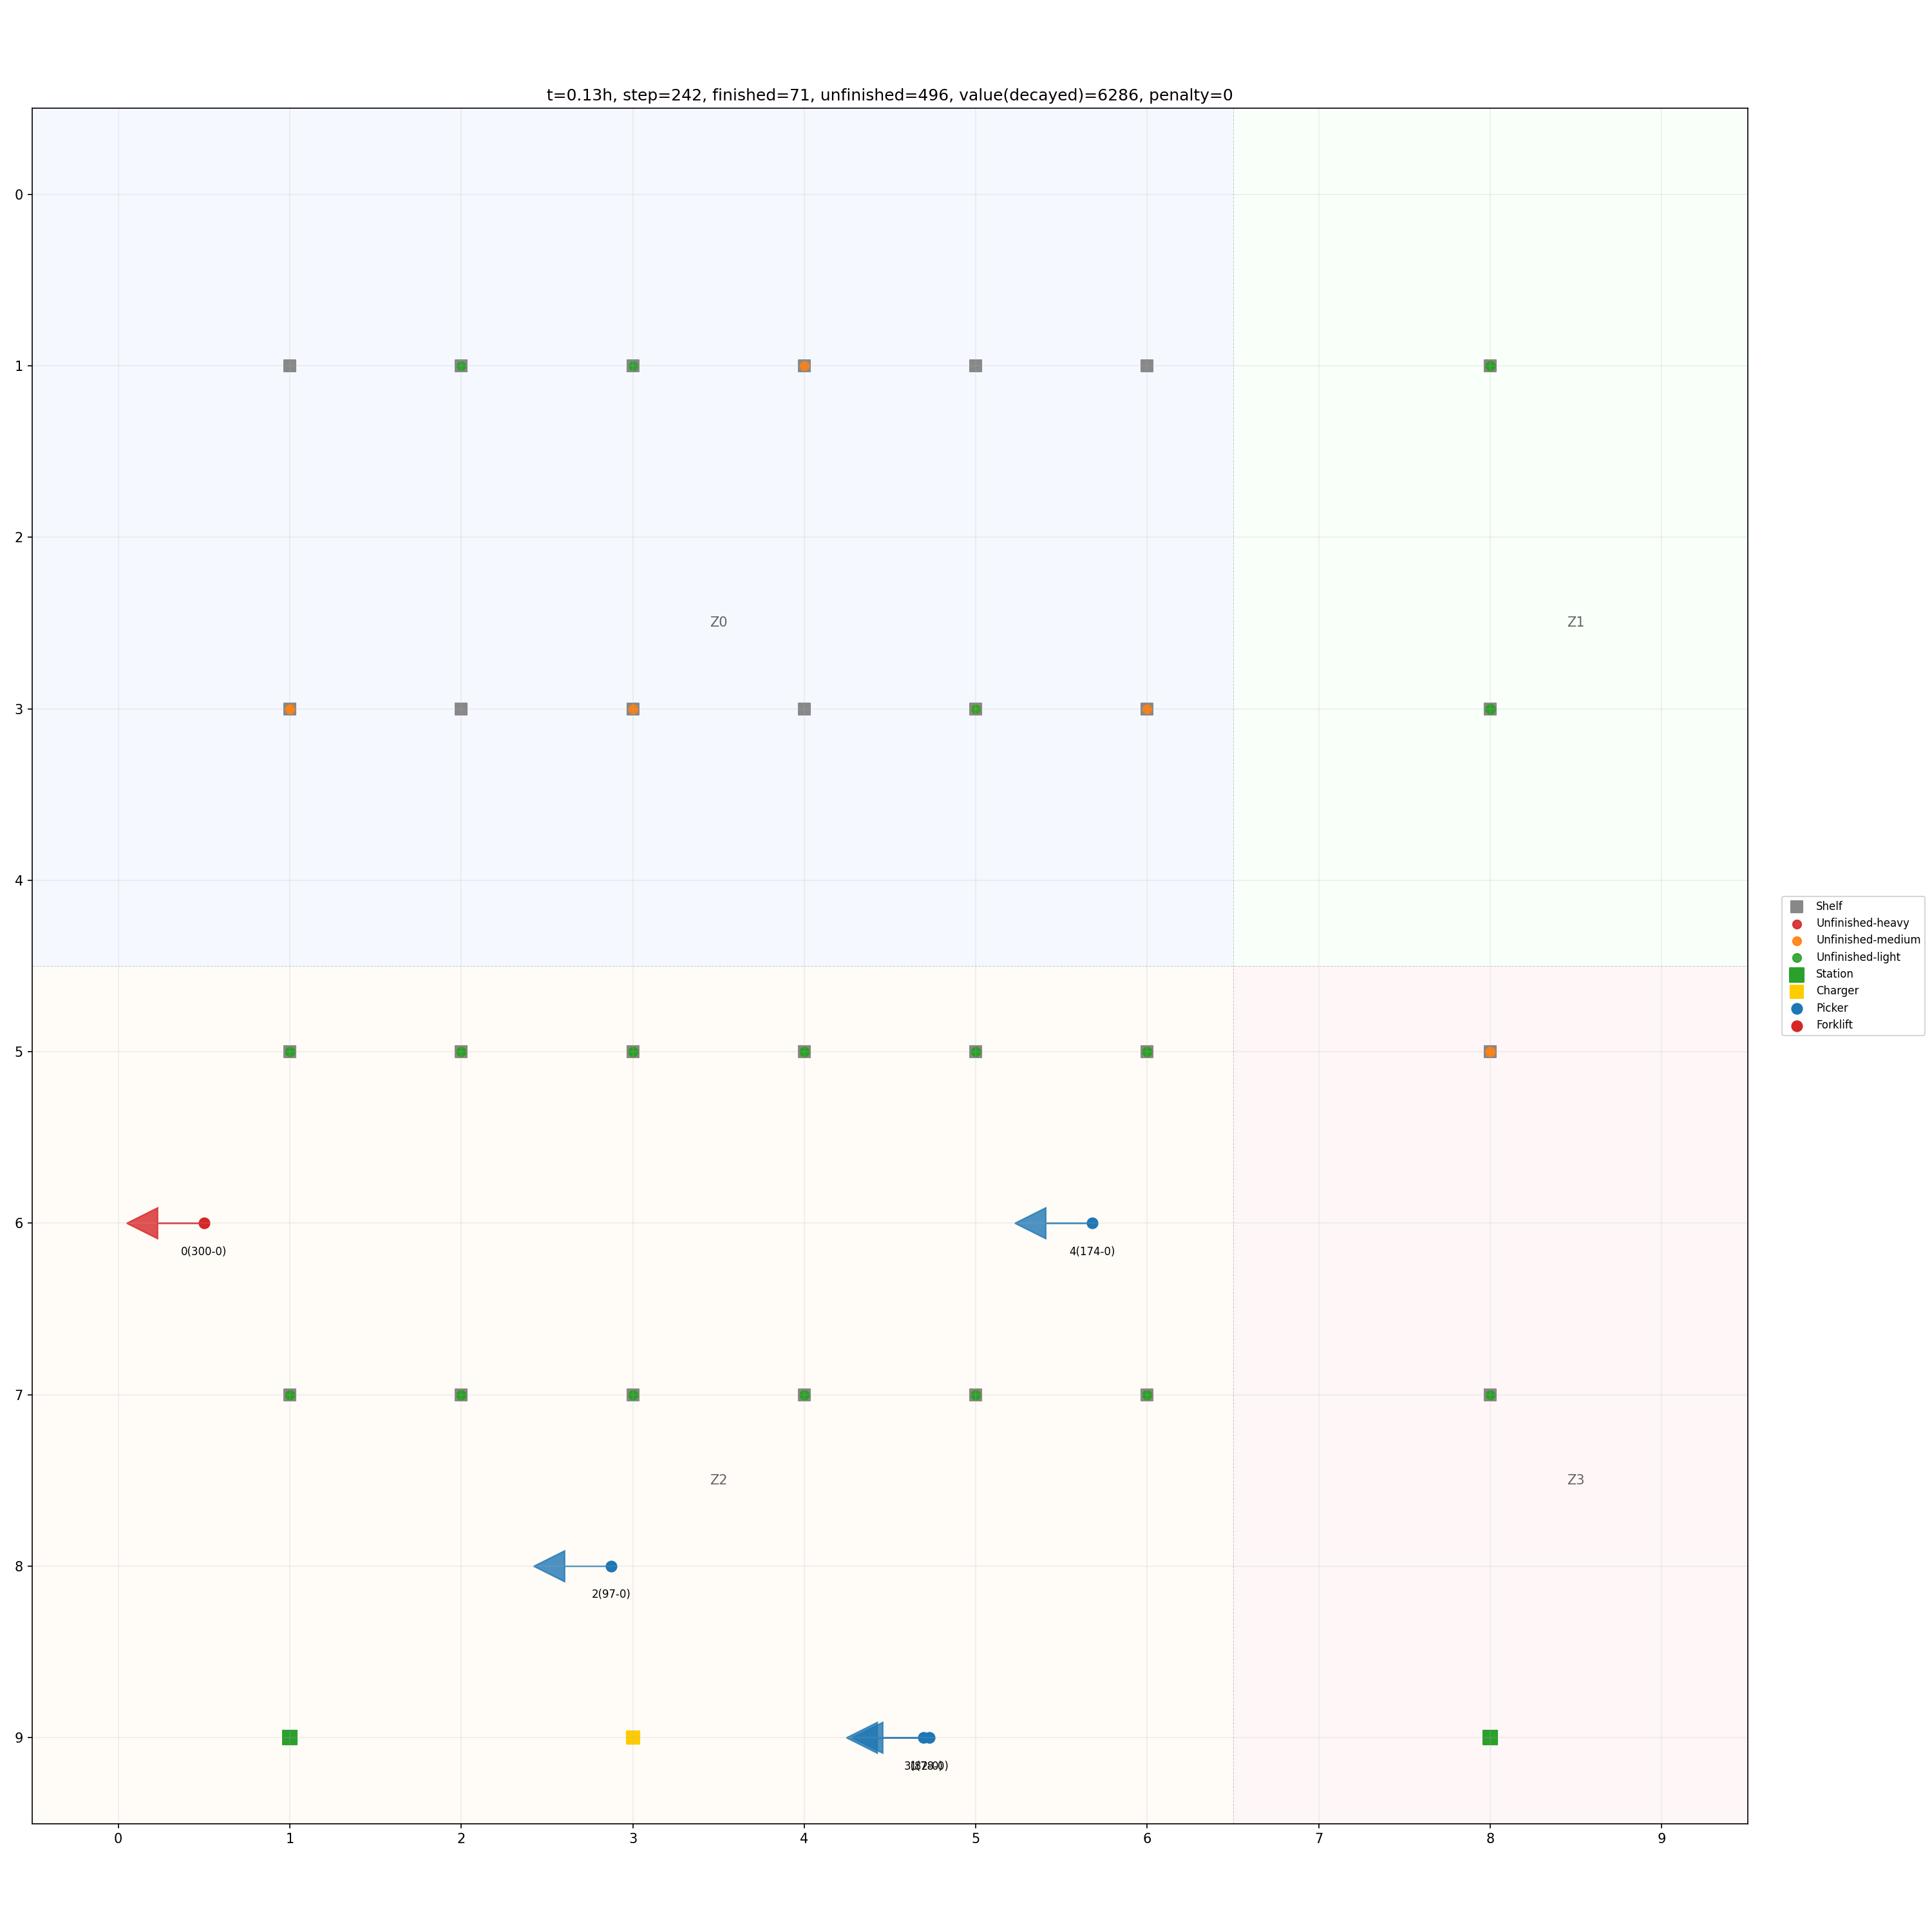 t=0.13h, step=242, finished=71, unfinished=496, value(decayed)=6286, penalty=0
0
1
2
Z0
Z1
3
4
Shelf
Unfinished-heavy
Unfinished-medium
Unfinished-light
Station
Charger
Picker
Forklift
5
6
0(300-0)
4(174-0)
7
Z2
Z3
8
2(97-0)
9
0
1
2
3
4
5
6
7
8
9